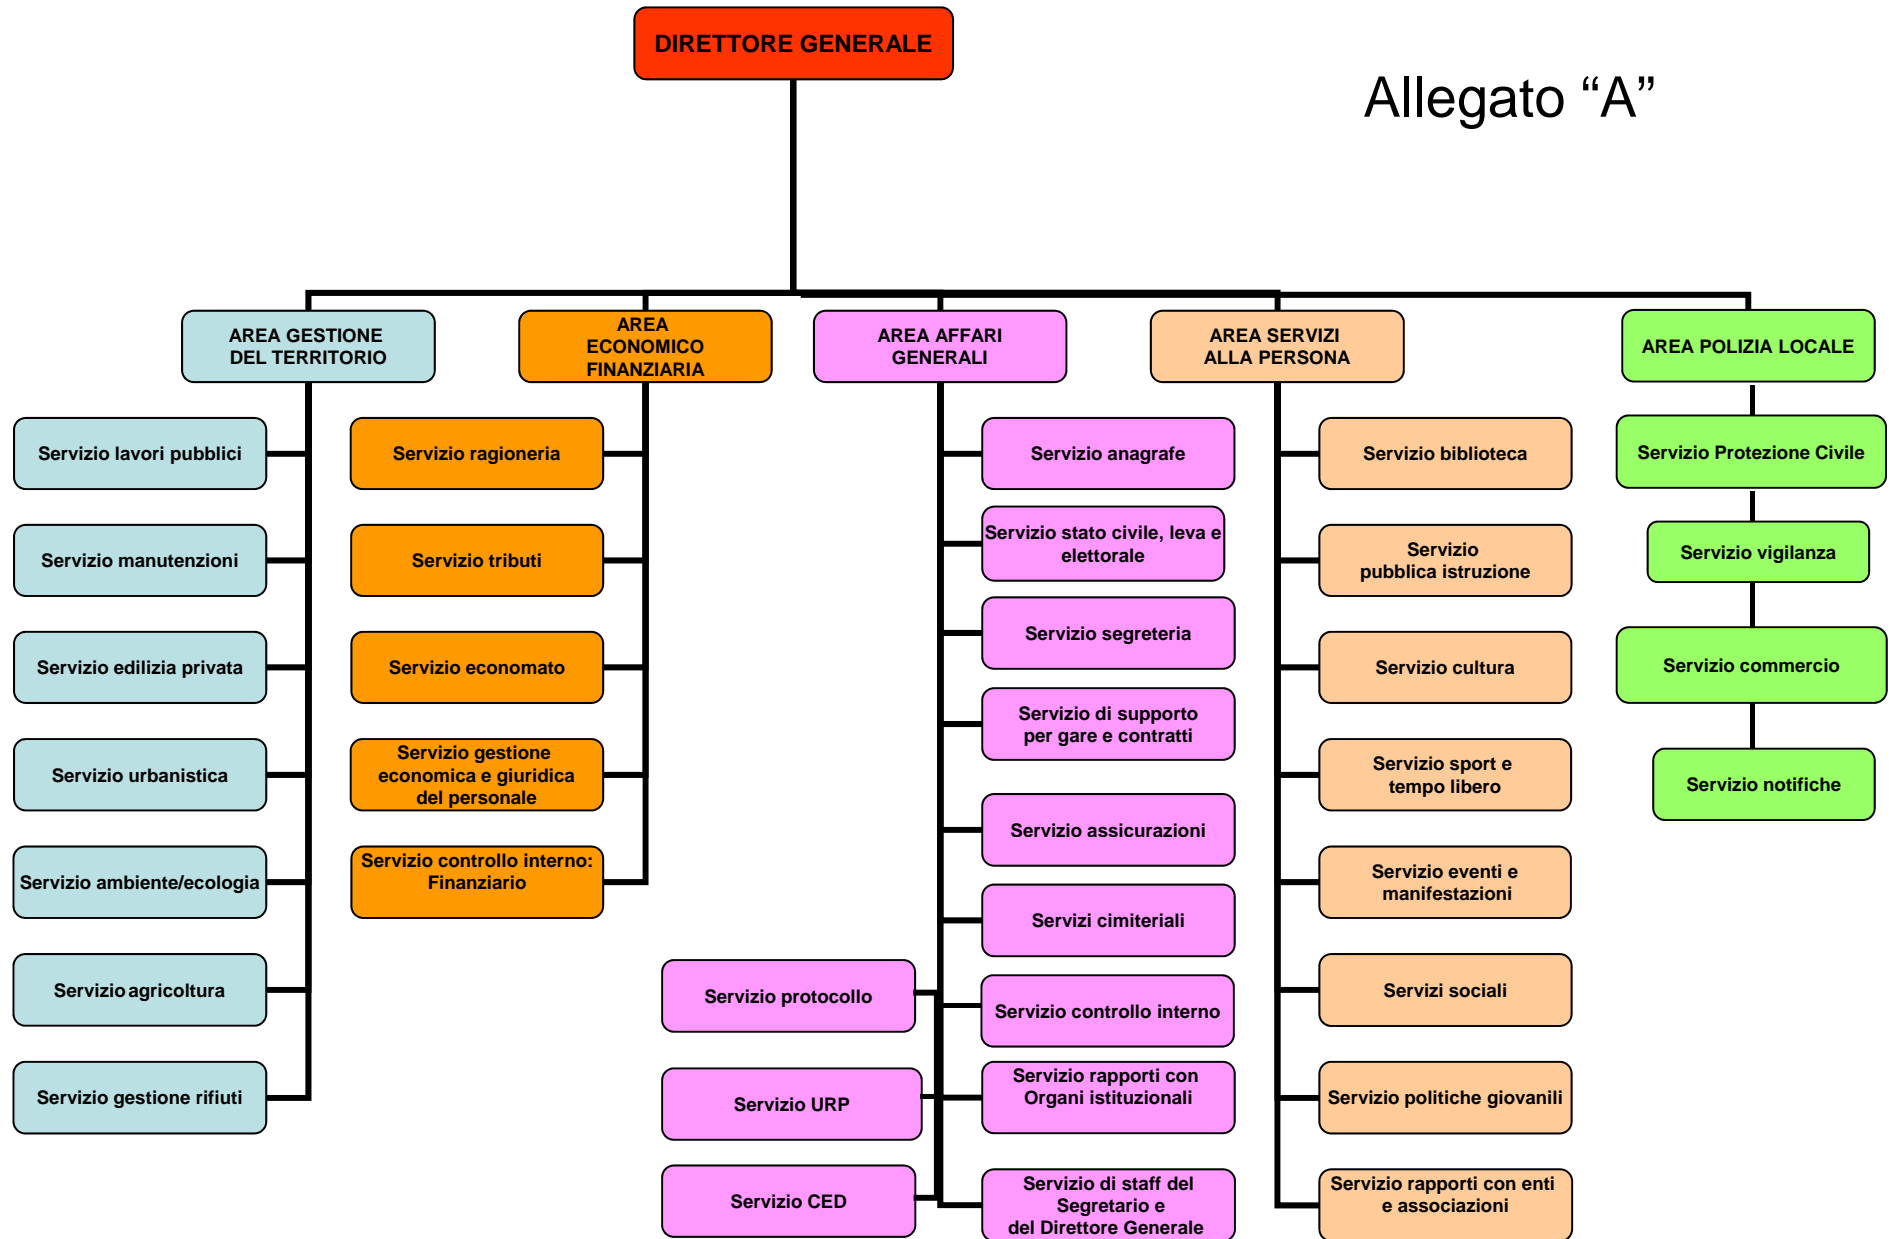 DIRETTORE GENERALE
Allegato “A”
AREA GESTIONE
DEL TERRITORIO
Servizio lavori pubblici
Servizio manutenzioni
Servizio edilizia privata
Servizio urbanistica
Servizio ambiente/ecologia
Servizio agricoltura
Servizio gestione rifiuti
AREA
ECONOMICO
FINANZIARIA
Servizio ragioneria
Servizio tributi
Servizio economato
Servizio gestione
economica e giuridica
del personale
Servizio controllo interno:
Finanziario
AREA AFFARI
GENERALI
Servizio anagrafe
Servizio stato civile, leva e
elettorale
Servizio segreteria
Servizio di supporto
per gare e contratti
Servizio assicurazioni
Servizi cimiteriali
Servizio controllo interno
Servizio rapporti con
Organi istituzionali
Servizio di staff del
Segretario e
del Direttore Generale
Servizio protocollo
Servizio URP
Servizio CED
AREA SERVIZI
ALLA PERSONA
Servizio biblioteca
Servizio
pubblica istruzione
Servizio cultura
Servizio sport e
tempo libero
Servizio eventi e
manifestazioni
Servizi sociali
Servizio politiche giovanili
Servizio rapporti con enti
e associazioni
AREA POLIZIA LOCALE
Servizio Protezione Civile
Servizio vigilanza
Servizio commercio
Servizio notifiche